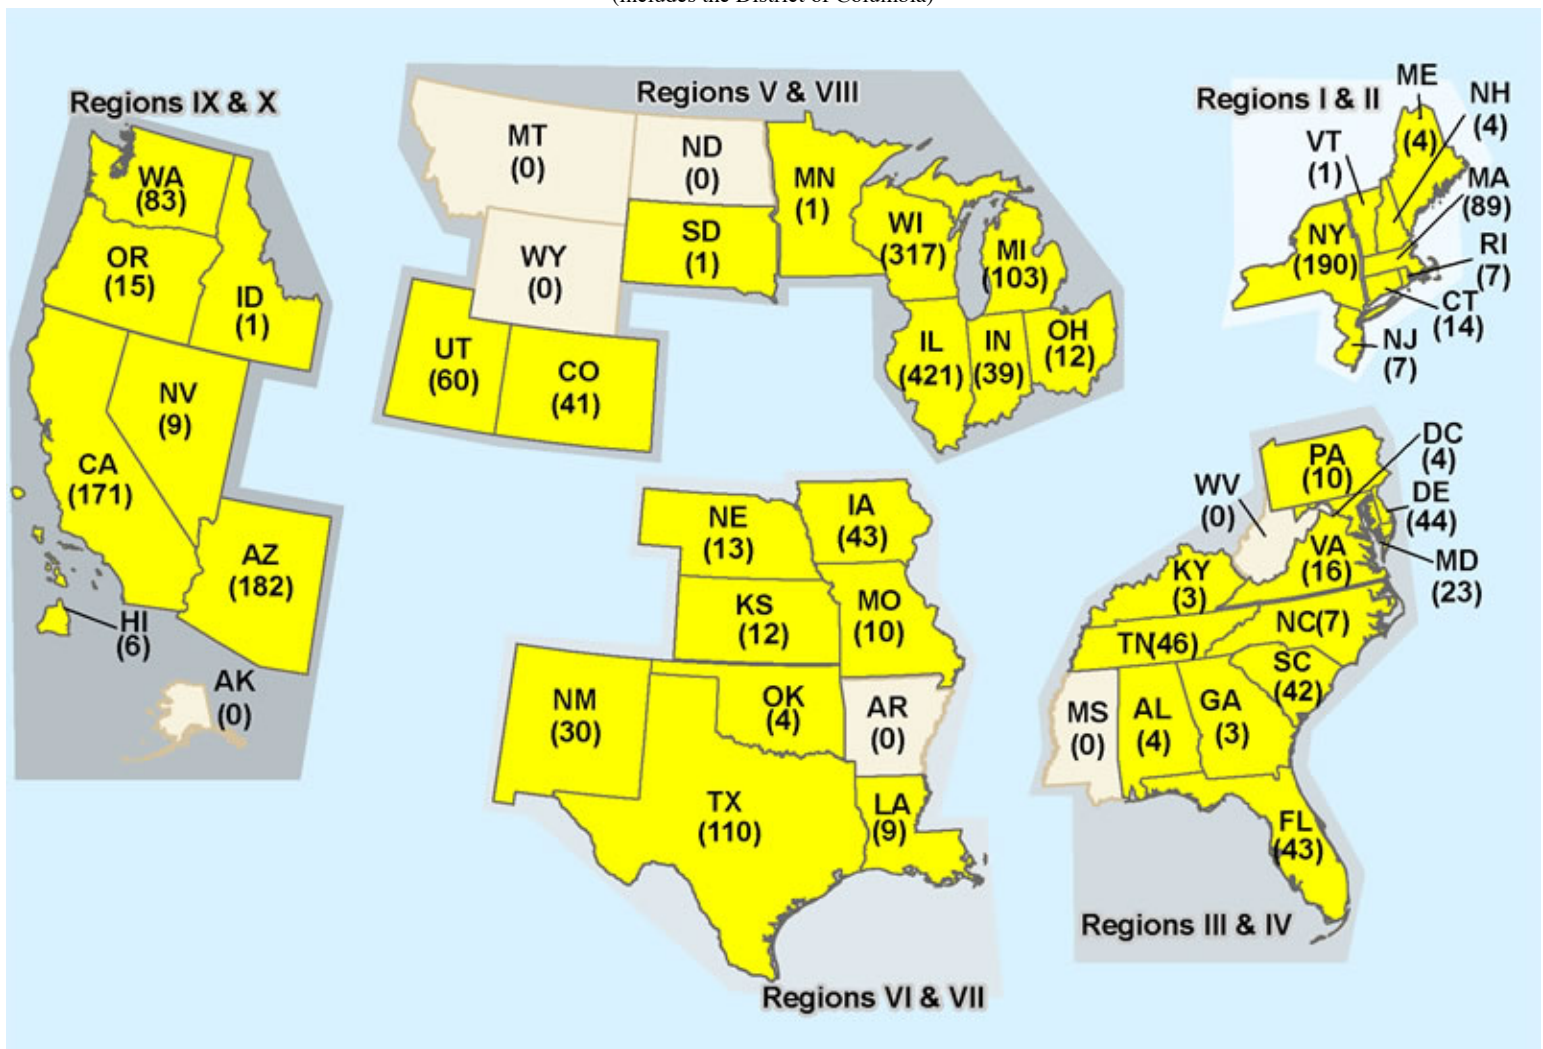 (includes the District of Columbia)
Regions IX & X
WA
(83)
OR
(15)
ID
(1)
NV
(9)
CA
(171)
AZ
(182)
HI
(6)
AK
(0)
Regions V & VIII
MT
(0)
ND
(0)
MN
(1)
SD
(1)
WY
(0)
WI
(317)
MI
(103)
UT
(60)
CO
(41)
IL
(421)
IN
(39)
OH
(12)
Regions I & II
ME
(4)
NH
(4)
VT
(1)
MA
(89)
NY
(190)
RI
(7)
CT
(14)
NJ
(7)
NE
(13)
IA
(43)
KS
(12)
MO
(10)
NM
(30)
OK
(4)
AR
(0)
TX
(110)
LA
(9)
Regions VI & VII
DC
(4)
PA
(10)
WV
(0)
DE
(44)
VA
(16)
MD
(23)
KY
(3)
TN(46)
NC(7)
SC
(42)
MS
(0)
AL
(4)
GA
(3)
FL
(43)
Regions III & IV